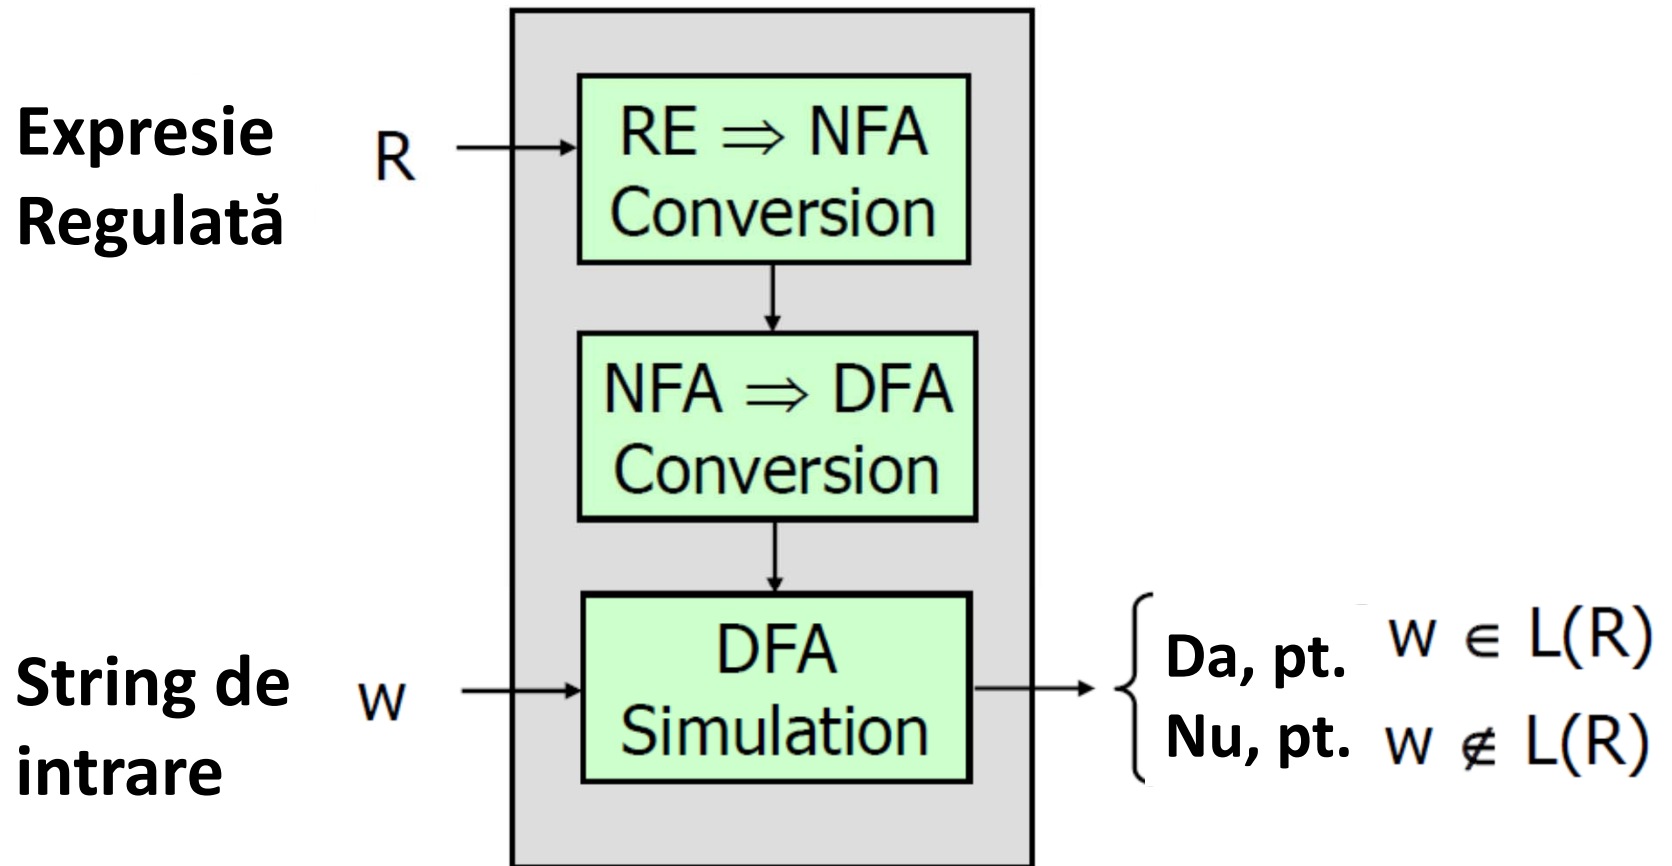 Expresie
Regulată
R
RE ⇒ NFA
Conversion
NFA ⇒ DFA
Conversion
String de
intrare
w
DFA
Simulation
Da, pt. w ∈ L(R)
Nu, pt. w ∉ L(R)